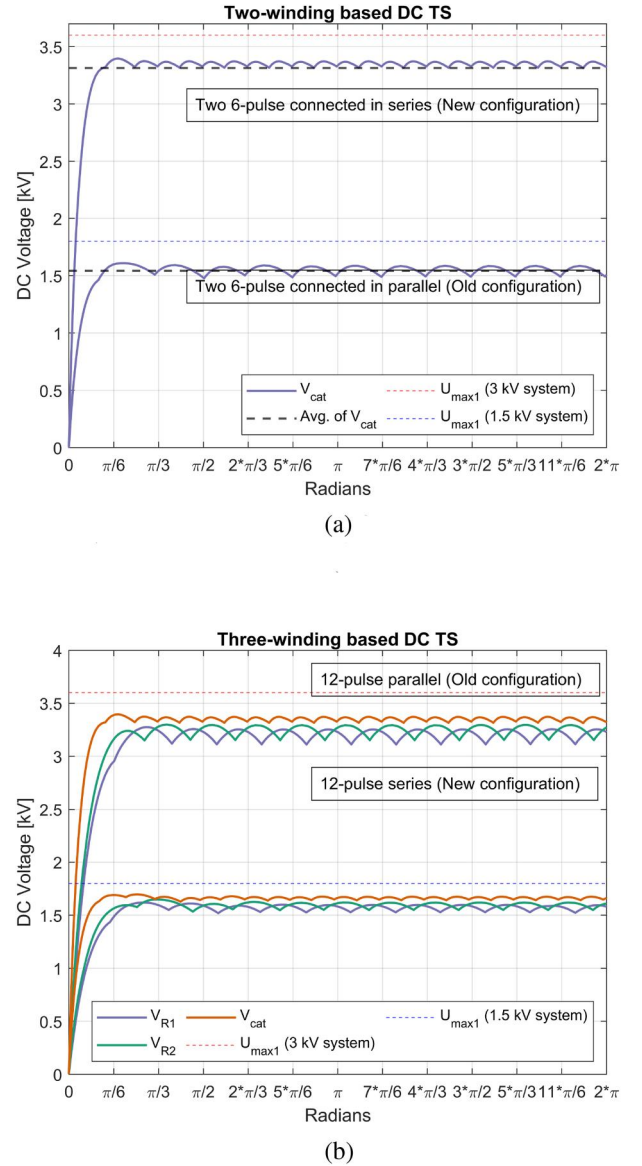 Two-winding based DC TS
3.5
3
2.5
2
1.5
1
0.5
0
DC Voltage [kV]
Two 6-pulse connected in series (New configuration)
Two 6-pulse connected in parallel (Old configuration)
V_cat
Avg. of V_cat
U_max1 (3 kV system)
U_max1 (1.5 kV system)
0 π/6 π/3 π/2 2*π/3 5*π/6 π 7*π/6 4*π/3 3*π/2 5*π/3 11*π/6 2*π
Radians
(a)
Three-winding based DC TS
4
3.5
3
2.5
2
1.5
1
0.5
0
DC Voltage [kV]
12-pulse parallel (Old configuration)
12-pulse series (New configuration)
V_R1
V_R2
V_cat
U_max1 (3 kV system)
U_max1 (1.5 kV system)
0 π/6 π/3 π/2 2*π/3 5*π/6 π 7*π/6 4*π/3 3*π/2 5*π/3 11*π/6 2*π
Radians
(b)